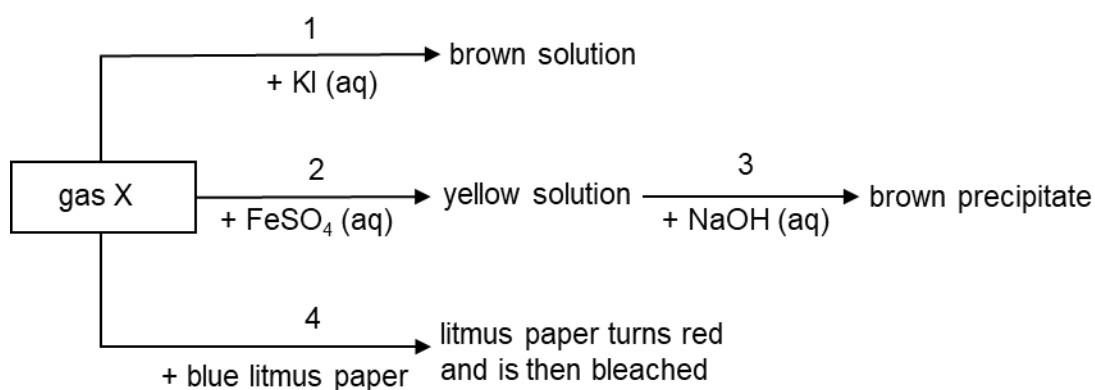 1
brown solution
+ KI (aq)
gas X
2
+ FeSO₄ (aq)
yellow solution
3
+ NaOH (aq)
brown precipitate
4
+ blue litmus paper
litmus paper turns red
and is then bleached